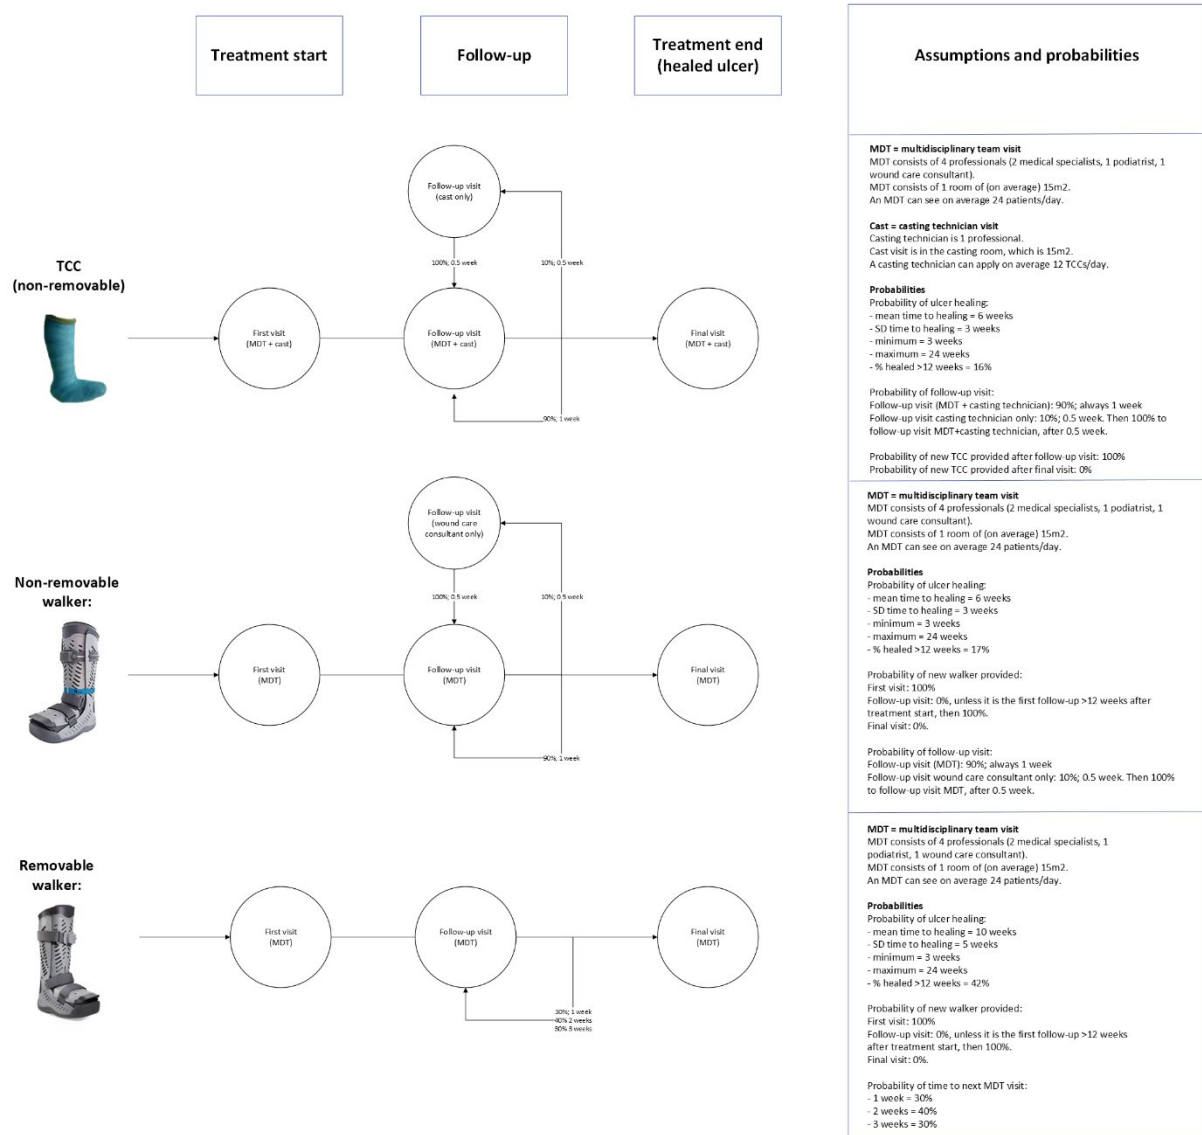 Treatment start
Follow-up
Treatment end
(healed ulcer)
Assumptions and probabilities
TCC
(non-removable)
Follow-up visit
(cast only)
100%; 0.5 week
10%; 0.5 week
First visit
(MDT + cast)
Follow-up visit
(MDT + cast)
Final visit
(MDT + cast)
90%; 1 week
MDT = multidisciplinary team visit
MDT consists of 4 professionals (2 medical specialists, 1 podiatrist, 1
wound care consultant).
MDT consists of 1 room of (on average) 15m2.
An MDT can see on average 24 patients/day.
Cast = casting technician visit
Casting technician is 1 professional.
Cast visit is in the casting room, which is 15m2.
A casting technician can apply on average 12 TCCs/day.
Probabilities
Probability of ulcer healing:
- mean time to healing = 6 weeks
- SD time to healing = 3 weeks
- minimum = 3 weeks
- maximum = 24 weeks
- % healed >12 weeks = 16%
Probability of follow-up visit:
Follow-up visit (MDT + casting technician): 90%; always 1 week
Follow-up visit casting technician only: 10%; 0.5 week. Then 100% to
follow-up visit MDT+casting technician, after 0.5 week.
Probability of new TCC provided after follow-up visit: 100%
Probability of new TCC provided after final visit: 0%
Non-removable
walker:
Follow-up visit
(wound care
consultant only)
100%; 0.5 week
10%; 0.5 week
First visit
(MDT)
Follow-up visit
(MDT)
Final visit
(MDT)
90%; 1 week
MDT = multidisciplinary team visit
MDT consists of 4 professionals (2 medical specialists, 1 podiatrist, 1
wound care consultant).
MDT consists of 1 room of (on average) 15m2.
An MDT can see on average 24 patients/day.
Probabilities
Probability of ulcer healing:
- mean time to healing = 6 weeks
- SD time to healing = 3 weeks
- minimum = 3 weeks
- maximum = 24 weeks
- % healed >12 weeks = 17%
Probability of new walker provided:
First visit: 100%
Follow-up visit: 0%, unless it is the first follow-up >12 weeks after
treatment start, then 100%.
Final visit: 0%.
Probability of follow-up visit:
Follow-up visit (MDT): 90%; always 1 week
Follow-up visit wound care consultant only: 10%; 0.5 week. Then 100%
to follow-up visit MDT, after 0.5 week.
Removable
walker:
First visit
(MDT)
Follow-up visit
(MDT)
Final visit
(MDT)
30%; 1 week
40% 2 weeks
30% 3 weeks
MDT = multidisciplinary team visit
MDT consists of 4 professionals (2 medical specialists, 1
podiatrist, 1 wound care consultant).
MDT consists of 1 room of (on average) 15m2.
An MDT can see on average 24 patients/day.
Probabilities
Probability of ulcer healing:
- mean time to healing = 10 weeks
- SD time to healing = 5 weeks
- minimum = 3 weeks
- maximum = 24 weeks
- % healed >12 weeks = 42%
Probability of new walker provided:
First visit: 100%
Follow-up visit: 0%, unless it is the first follow-up >12 weeks
after treatment start, then 100%.
Final visit: 0%.
Probability of time to next MDT visit:
- 1 week = 30%
- 2 weeks = 40%
- 3 weeks = 30%